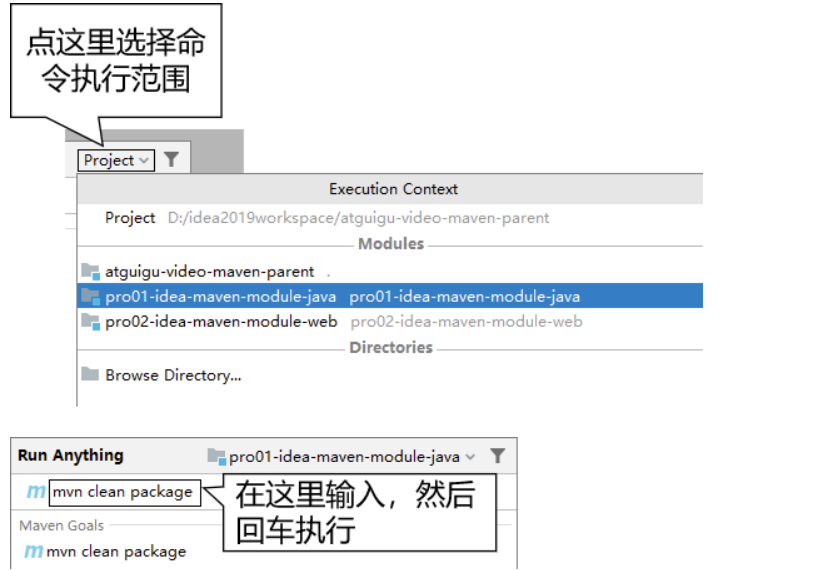 点这里选择命
令执行范围
Project
Execution Context
Project D:/idea2019workspace/atguigu-video-maven-parent
Modules
atguigu-video-maven-parent .
pro01-idea-maven-module-java pro01-idea-maven-module-java
pro02-idea-maven-module-web pro02-idea-maven-module-web
Directories
Browse Directory...
Run Anything pro01-idea-maven-module-java
m mvn clean package
在这里输入，然后
回车执行
Maven Goals
m mvn clean package